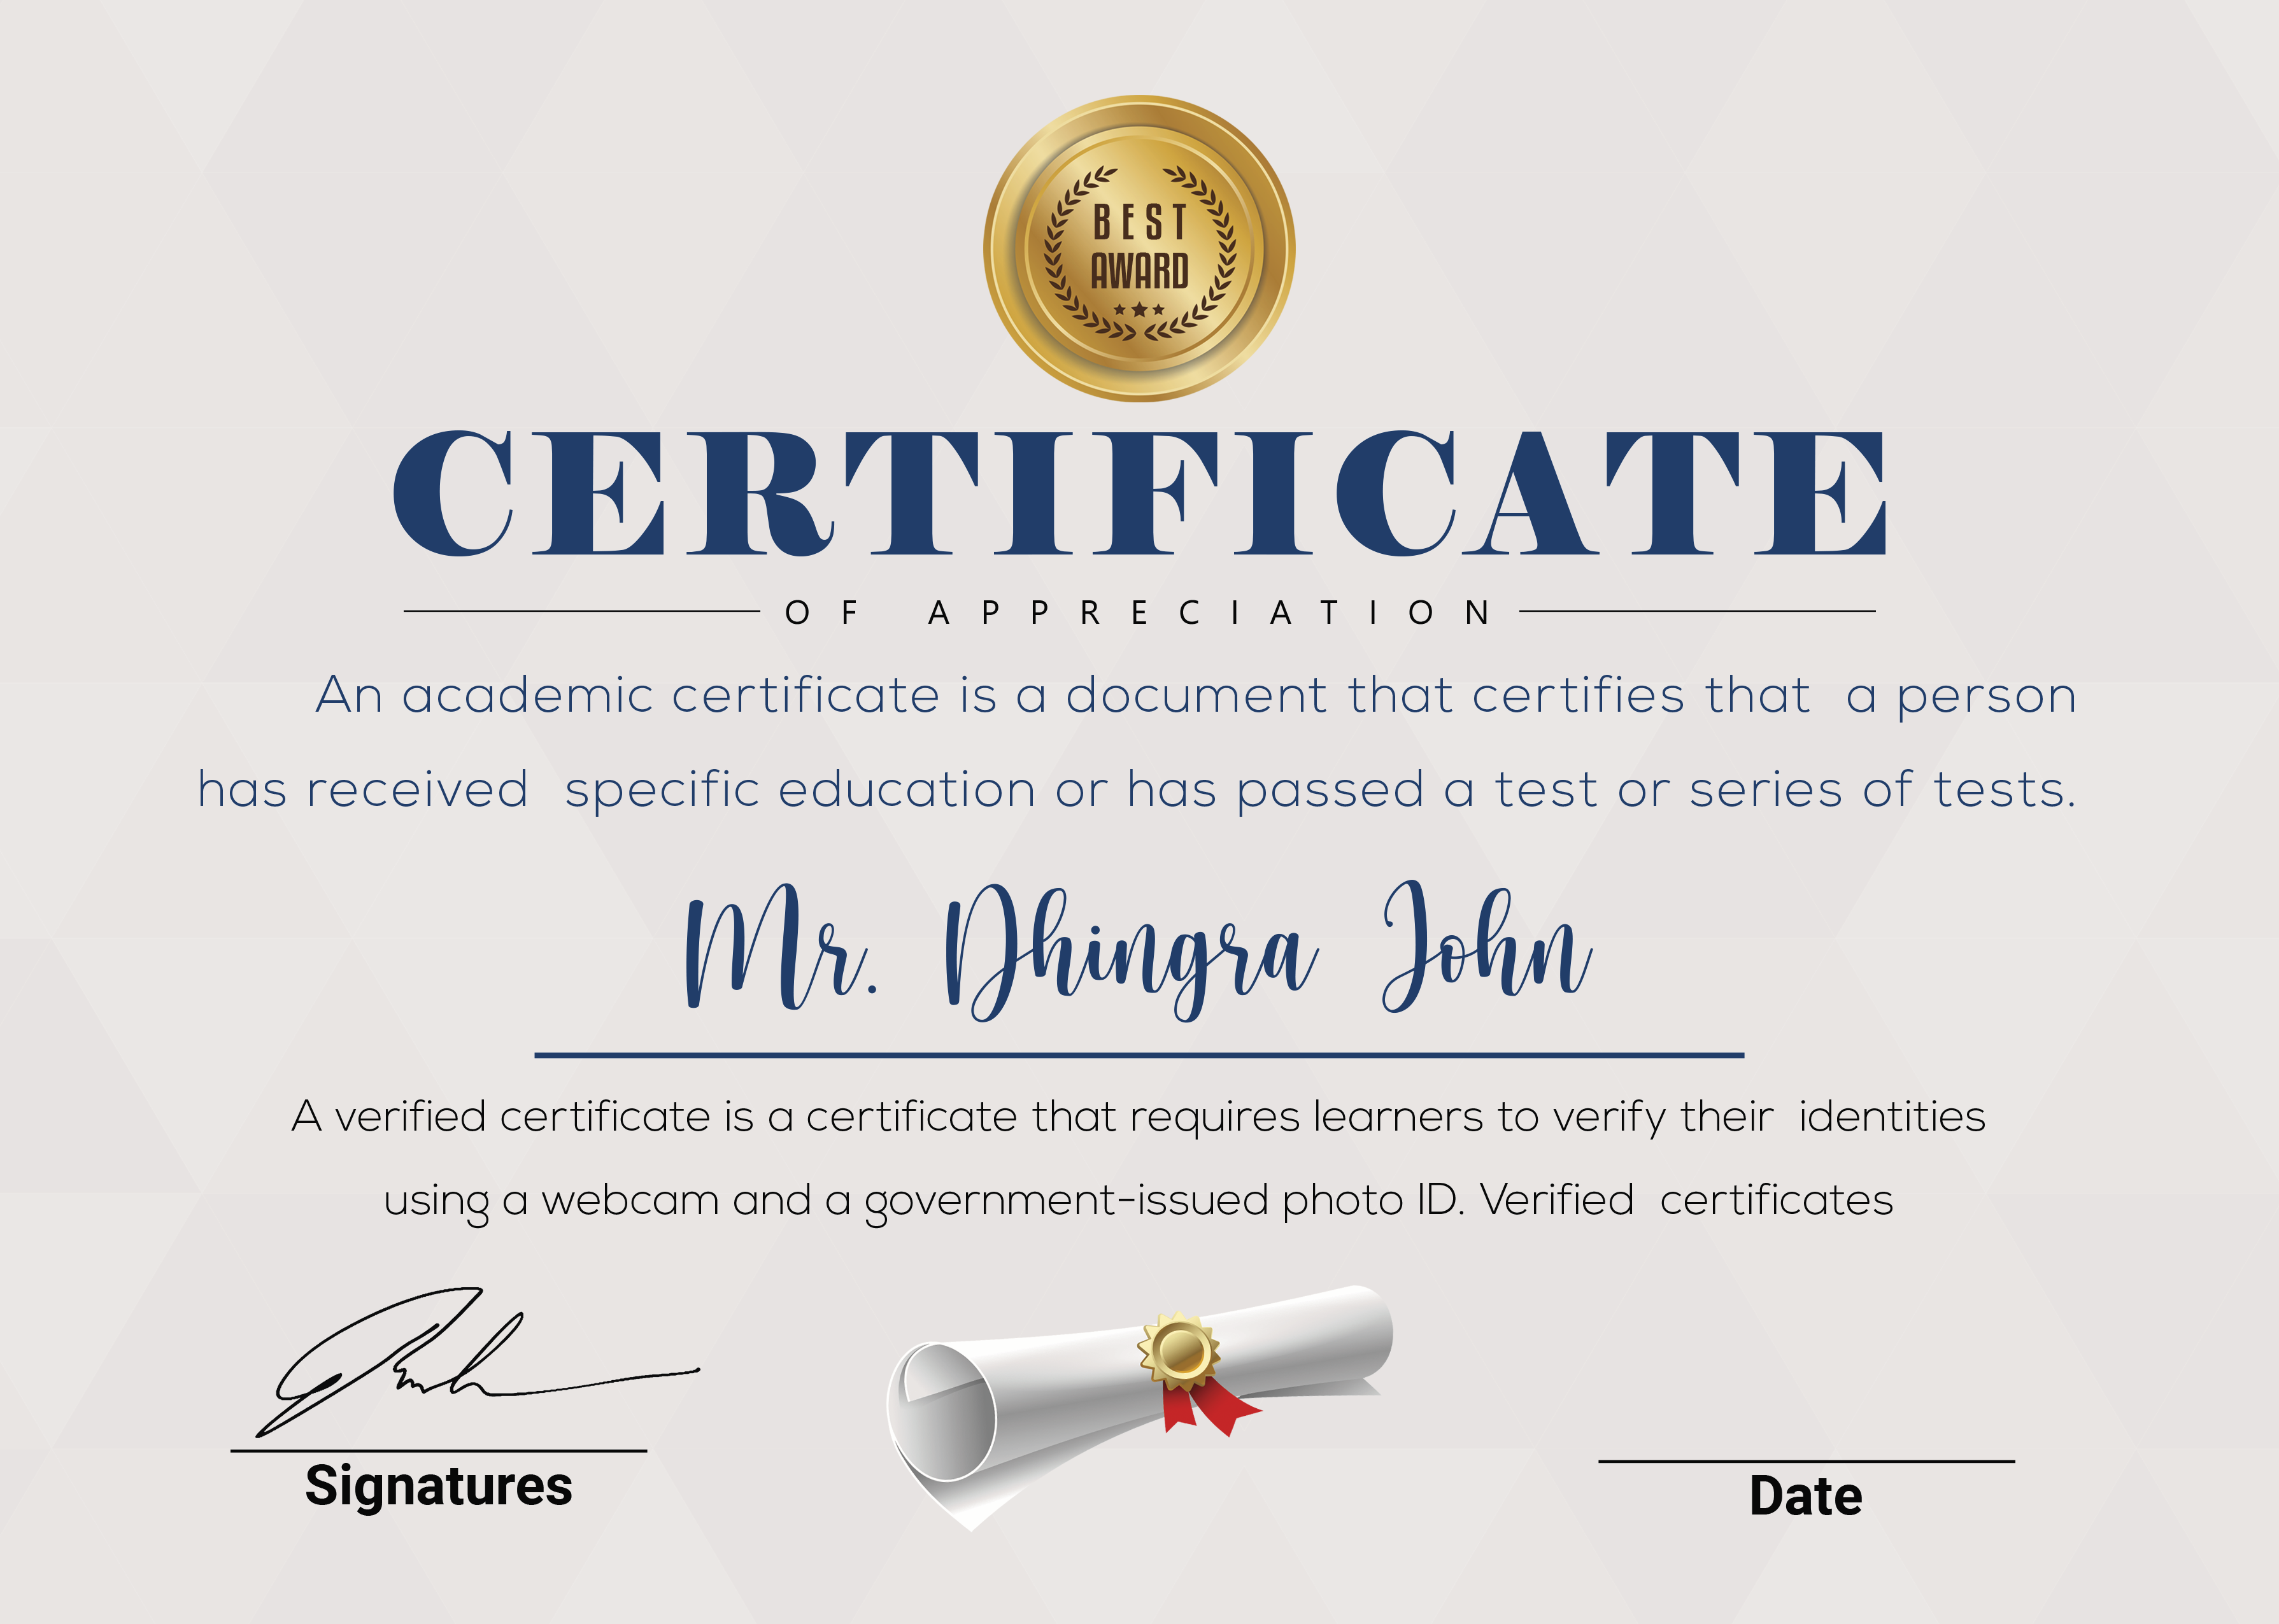 BEST
AWARD
CERTIFICATE
OF APPRECIATION
An academic certificate is a document that certifies that a person
has received specific education or has passed a test or series of tests.
Mr. Dhingra John
A verified certificate is a certificate that requires learners to verify their identities
using a webcam and a government-issued photo ID. Verified certificates
Signatures
Date